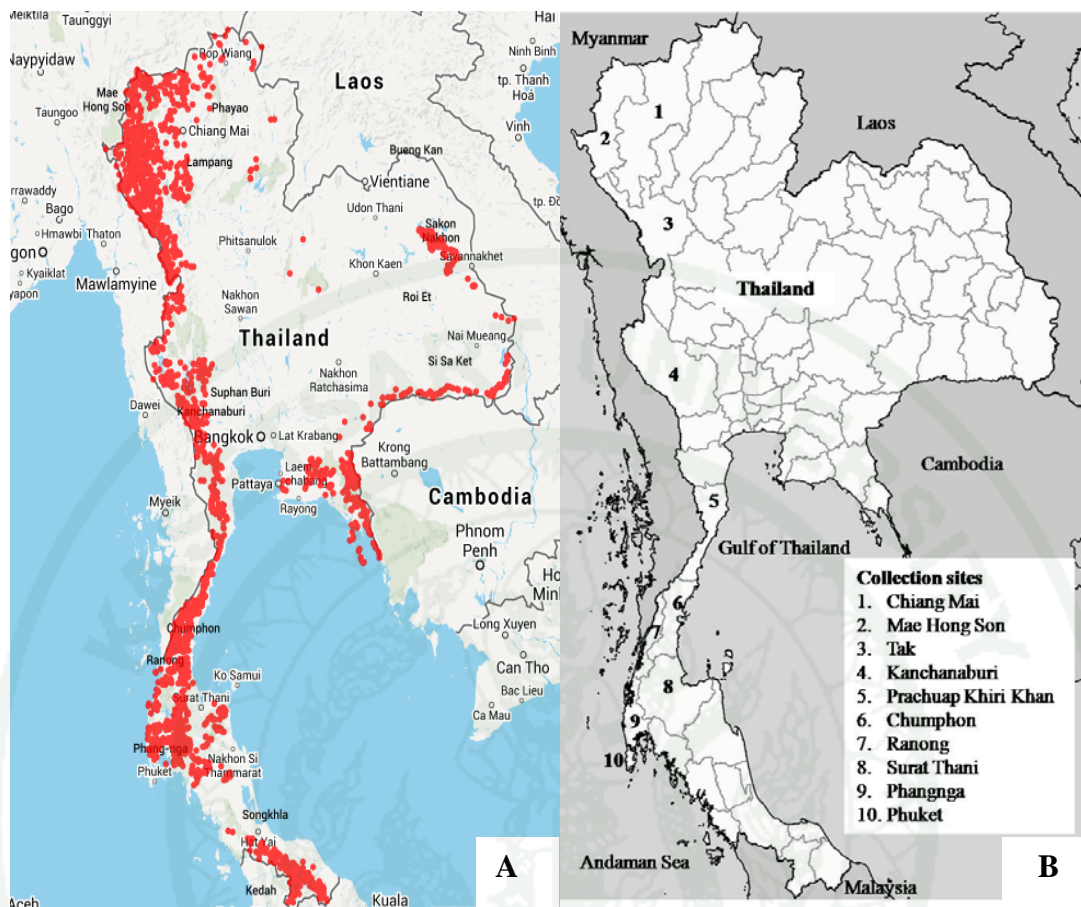 Meiktila
Taunggyi
Naypyidaw
Taungoo
Bago
Hmawbi Thaton
gon
Kyaiklat
yapon
Mawlamyine
Dawei
Myeik
Pop Wiang
Mae
Hong Son
Phayao
Chiang Mai
Lampang
Laos
Bueng Kan
Vientiane
Udon Thani
Sakon
Nakhon
Savannakhet
Phitsanulok
Khon Kaen
Roi Et
Nakhon
Sawan
Thailand
Nai Mueang
Si Sa Ket
Nakhon
Ratchasima
Suphan Buri
Kanchanaburi
Bangkok
Lat Krabang
Laem
chabang
Pattaya
Rayong
Krong
Battambang
Cambodia
Phnom
Penh
Ho
Minh
Long Xuyen
Can Tho
Bac Lieu
Ca Mau
Hai
Ninh Binh
tp. Thanh
Hoá
Vinh
tp. Đồ
Chumphon
Ranong
Ko Samui
Surat Thani
Phang-nga
Phuket
Nakhon Si
Thammarat
Songkhla
Hat Yai
Kedah
Kuala
Aceh
A
Myanmar
Laos
1
2
3
Thailand
4
Cambodia
5
Gulf of Thailand
6
7
8
9
10
Andaman Sea
Malaysia
Collection sites
1. Chiang Mai
2. Mae Hong Son
3. Tak
4. Kanchanaburi
5. Prachuap Khiri Khan
6. Chumphon
7. Ranong
8. Surat Thani
9. Phangnga
10. Phuket
B